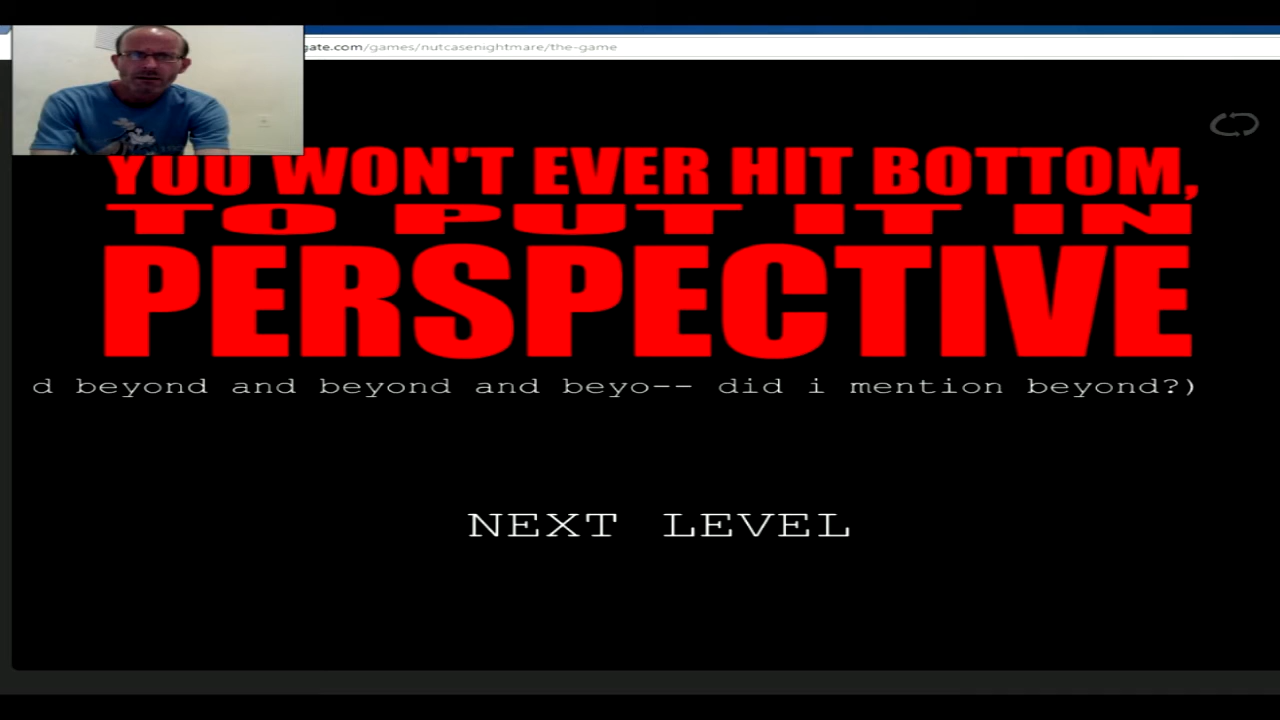 gate.com/games/nutcasenightmare/the-game
YOU WON'T EVER HIT BOTTOM,
TO PUT IT IN
PERSPECTIVE
d beyond and beyond and beyo-- did i mention beyond?)
NEXT LEVEL